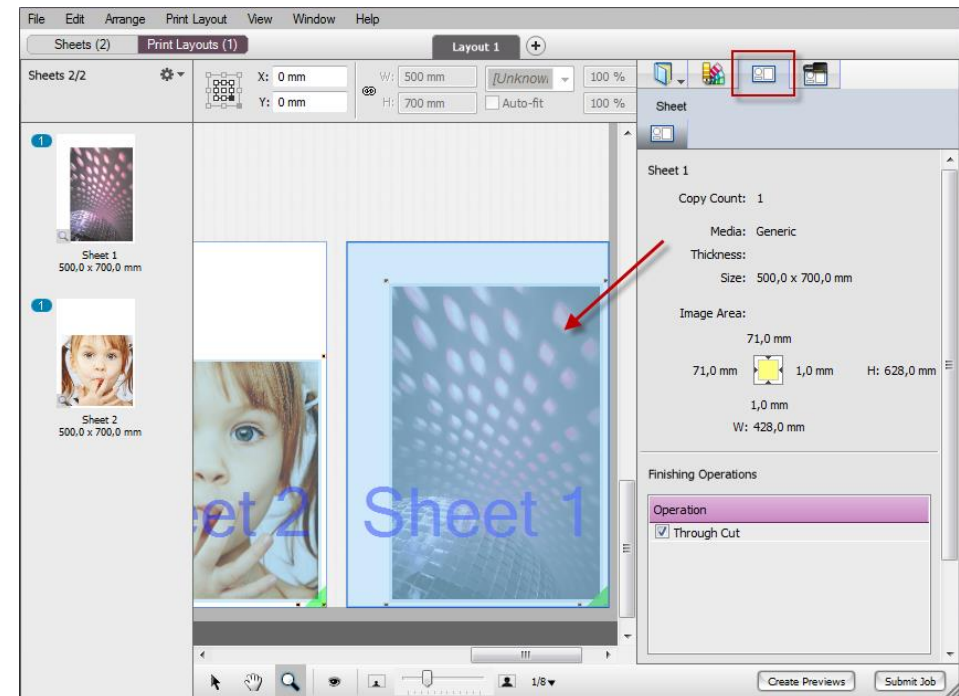 File Edit Arrange Print Layout View Window Help
Sheets (2) Print Layouts (1) Layout 1
Sheets 2/2
X: 0 mm W: 500 mm [Unknow 100 %
Y: 0 mm H: 700 mm Auto-fit 100 %
Sheet
1
Sheet 1
500,0 x 700,0 mm
1
Sheet 2
500,0 x 700,0 mm
eet 2
Sheet 1
Sheet 1
Copy Count: 1
Media: Generic
Thickness:
Size: 500,0 x 700,0 mm
Image Area:
71,0 mm
71,0 mm 1,0 mm H: 628,0 mm
1,0 mm
W: 428,0 mm
Finishing Operations
Operation
Through Cut
1/8
Create Previews Submit Job